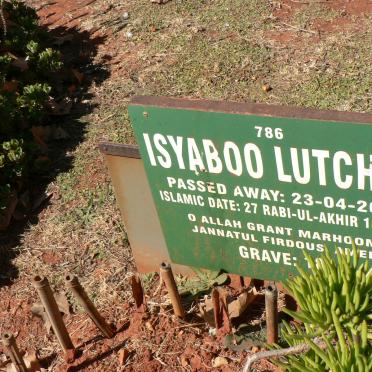 786
ISYABOO LUTCH
PASSED AWAY: 23-04-20
ISLAMIC DATE: 27 RABI-UL-AKHIR 1
O ALLAH GRANT MARHOOM
JANNATUL FIRDOUS
GRAVE: